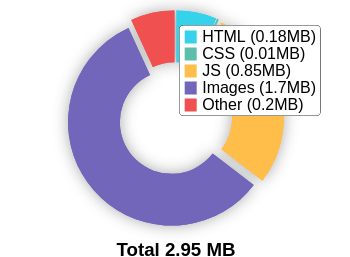 HTML (0.18MB)
CSS (0.01MB)
JS (0.85MB)
Images (1.7MB)
Other (0.2MB)
Total 2.95 MB